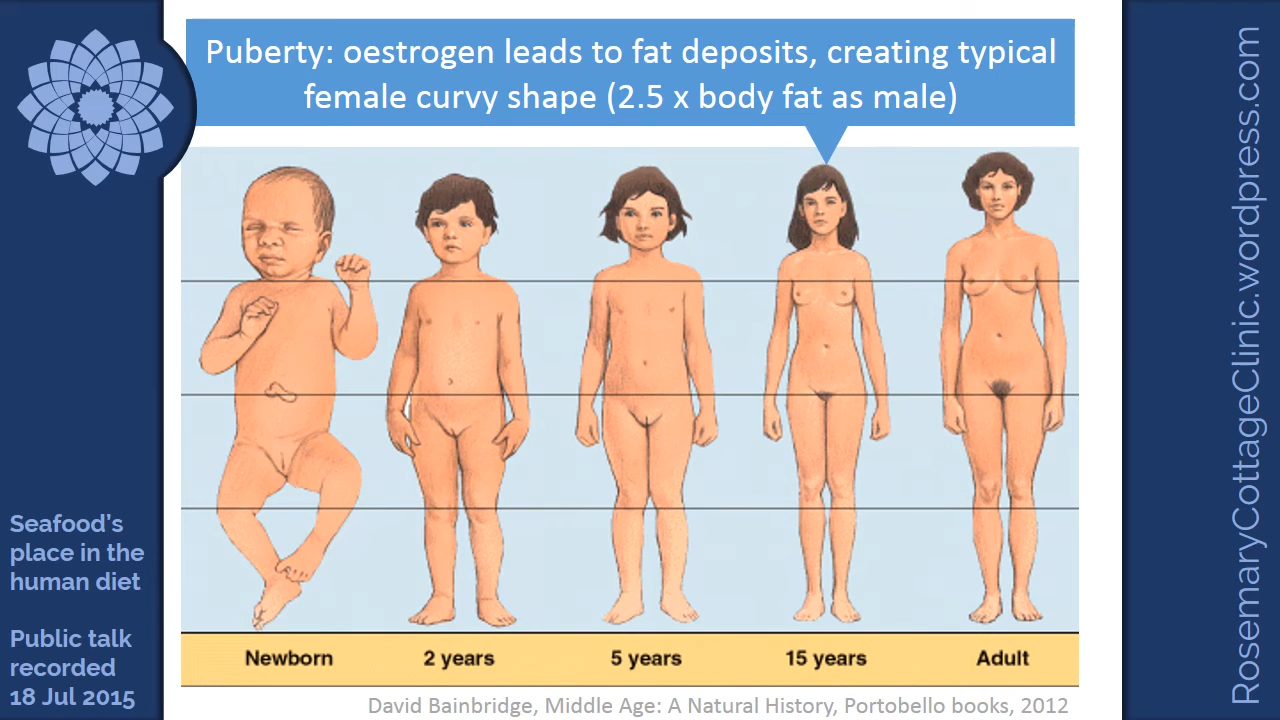 Puberty: oestrogen leads to fat deposits, creating typical
female curvy shape (2.5 x body fat as male)
Newborn
2 years
5 years
15 years
Adult
David Bainbridge, Middle Age: A Natural History, Portobello books, 2012
Seafood's
place in the
human diet
Public talk
recorded
18 Jul 2015
RosemaryCottageClinic.wordpress.com